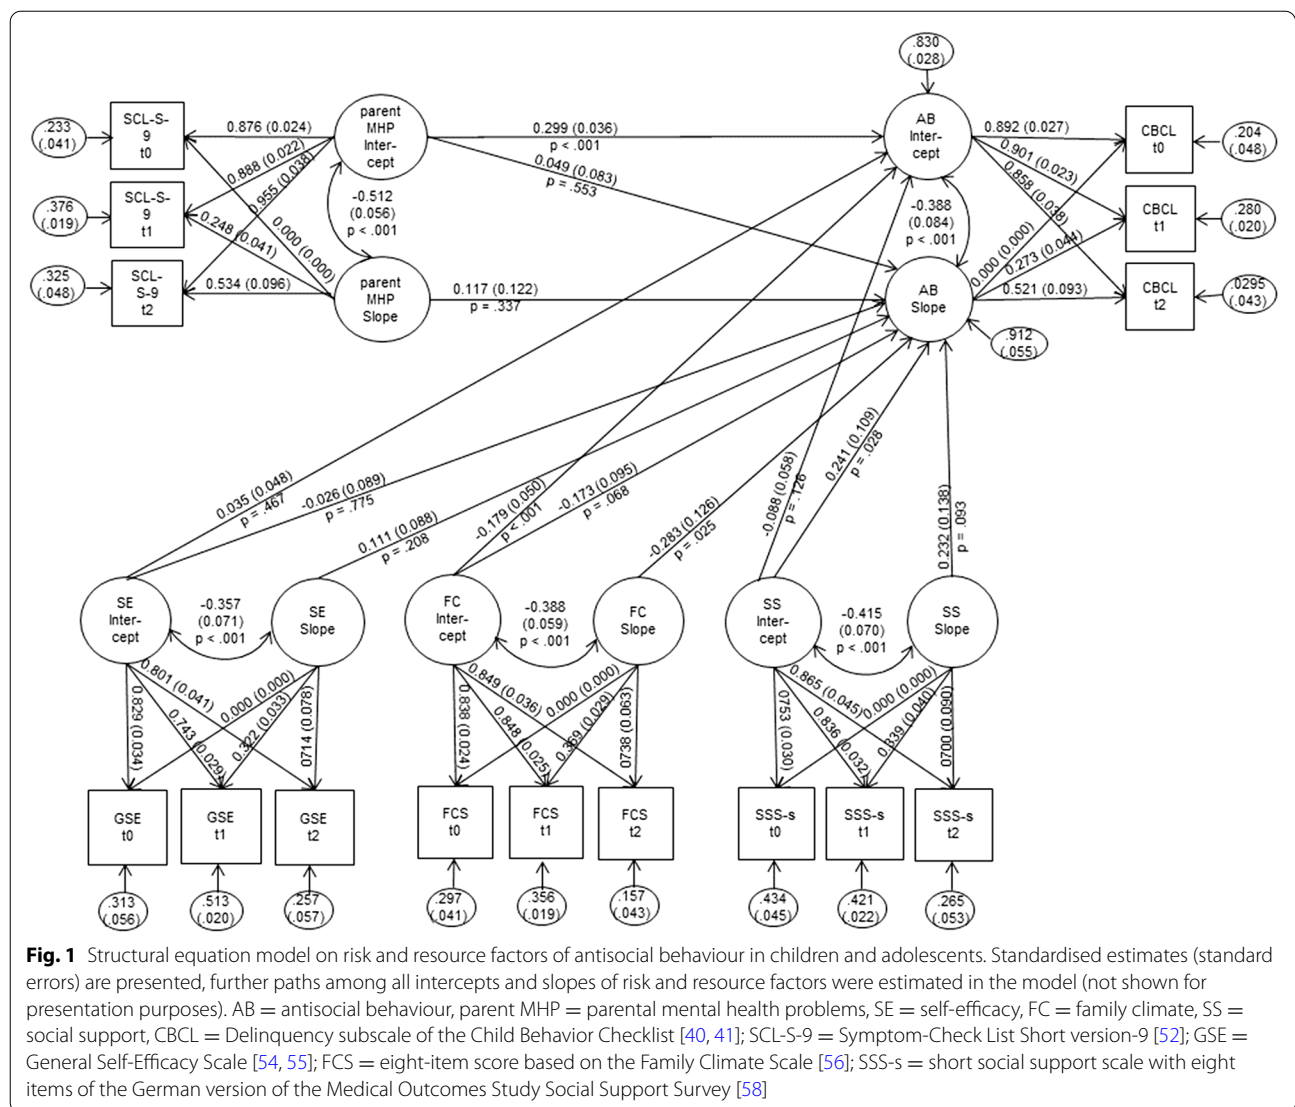 .830
(.028)
SCL-S-
9
t0
.233
(.041)
0.876 (0.024)
0.888 (0.022)
0.955 (0.038)
parent
MHP
Inter-
cept
0.299 (0.036)
p < .001
0.049 (0.083)
p = .553
AB
Inter-
cept
0.892 (0.027)
0.901 (0.023)
0.858 (0.038)
CBCL
t0
.204
(.048)
SCL-S-
9
t1
.376
(.019)
0.248 (0.041)
0.000 (0.000)
-0.512
(0.056)
p < .001
-0.388
(0.084)
p < .001
0.000 (0.000)
0.273 (0.044)
CBCL
t1
.280
(.020)
SCL-
S-9
t2
.325
(.048)
0.534 (0.096)
parent
MHP
Slope
0.117 (0.122)
p = .337
AB
Slope
0.521 (0.093)
CBCL
t2
.0295
(.043)
.912
(.055)
0.035 (0.048)
p = .467
-0.026 (0.089)
p = .775
0.111 (0.088)
p = .208
-0.179 (0.050)
p < .001
-0.173 (0.095)
p = .068
-0.283 (0.126)
p = .025
-0.088 (0.058)
p = .126
0.241 (0.109)
p = .028
0.232 (0.138)
p = .093
SE
Inter-
cept
-0.357
(0.071)
p < .001
SE
Slope
FC
Inter-
cept
-0.388
(0.059)
p < .001
FC
Slope
SS
Inter-
cept
-0.415
(0.070)
p < .001
SS
Slope
0.801 (0.041)
0.000 (0.000)
0.829 (0.034)
0.743 (0.029)
0.322 (0.033)
0714 (0.078)
0.849 (0.036)
0.000 (0.000)
0.838 (0.024)
0.848 (0.025)
0.369 (0.029)
0738 (0.063)
0.865 (0.045)
0.000 (0.000)
0753 (0.030)
0.836 (0.032)
0.339 (0.040)
0700 (0.090)
GSE
t0
GSE
t1
GSE
t2
FCS
t0
FCS
t1
FCS
t2
SSS-s
t0
SSS-s
t1
SSS-s
t2
.313
(.056)
.513
(.020)
.257
(.057)
.297
(.041)
.356
(.019)
.157
(.043)
.434
(.045)
.421
(.022)
.265
(.053)
Fig. 1 Structural equation model on risk and resource factors of antisocial behaviour in children and adolescents. Standardised estimates (standard
errors) are presented, further paths among all intercepts and slopes of risk and resource factors were estimated in the model (not shown for
presentation purposes). AB = antisocial behaviour, parent MHP = parental mental health problems, SE = self-efficacy, FC = family climate, SS =
social support, CBCL = Delinquency subscale of the Child Behavior Checklist [40, 41]; SCL-S-9 = Symptom-Check List Short version-9 [52]; GSE =
General Self-Efficacy Scale [54, 55]; FCS = eight-item score based on the Family Climate Scale [56]; SSS-s = short social support scale with eight
items of the German version of the Medical Outcomes Study Social Support Survey [58]